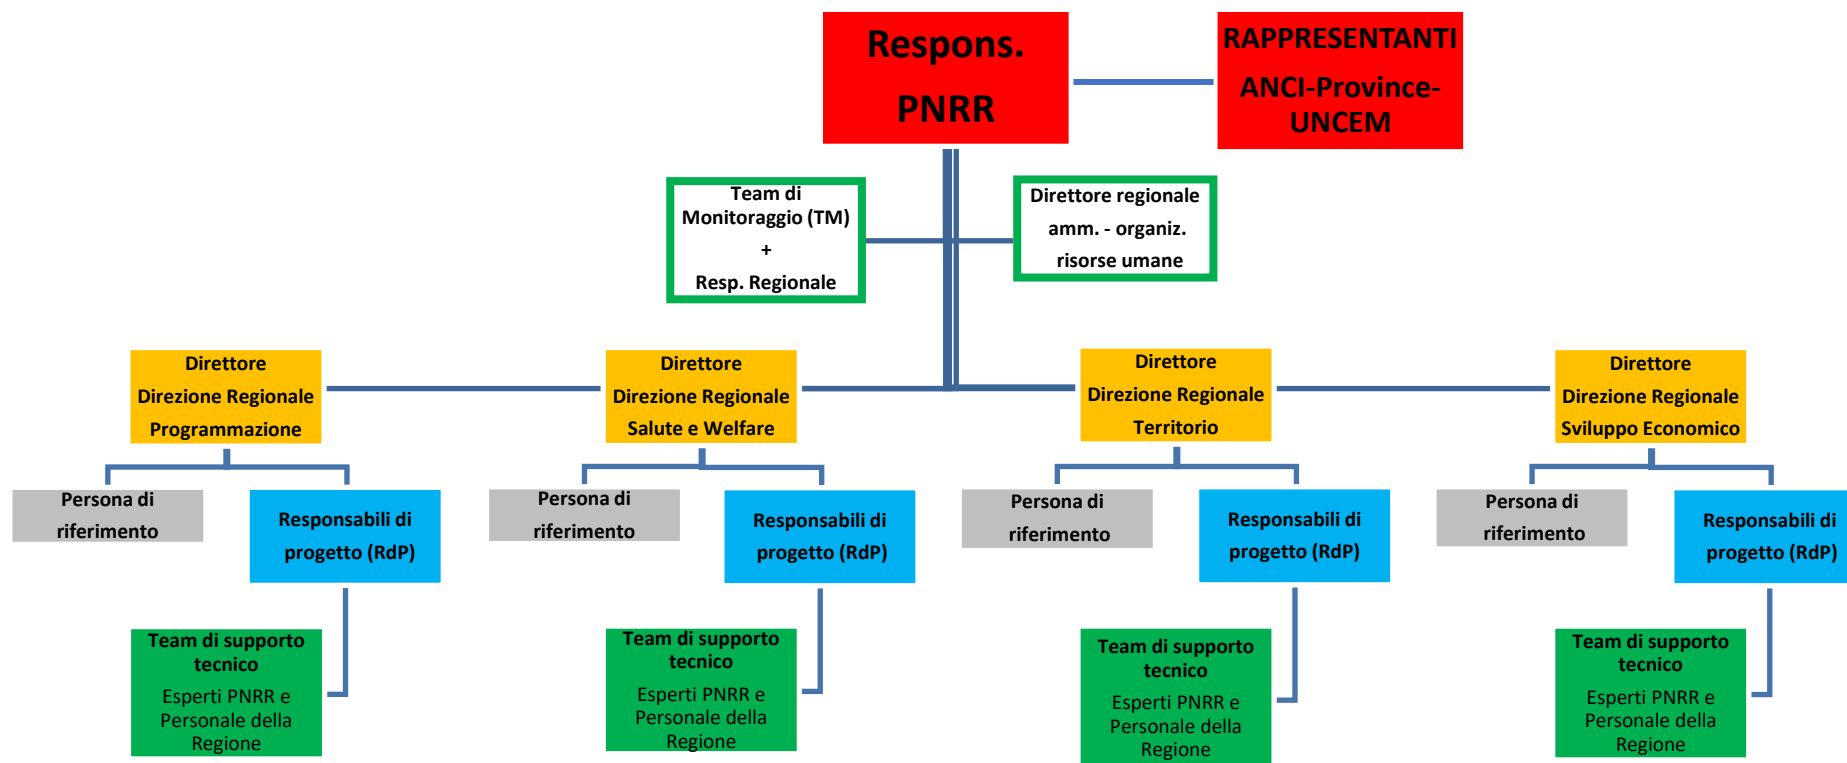 Respons.
PNRR
RAPPRESENTANTI
ANCI-Province-
UNCEM
Team di
Monitoraggio (TM)
+
Resp. Regionale
Direttore regionale
amm. - organiz.
risorse umane
Direttore
Direzione Regionale
Programmazione
Direttore
Direzione Regionale
Salute e Welfare
Direttore
Direzione Regionale
Territorio
Direttore
Direzione Regionale
Sviluppo Economico
Persona di
riferimento
Responsabili di
progetto (RdP)
Persona di
riferimento
Responsabili di
progetto (RdP)
Persona di
riferimento
Responsabili di
progetto (RdP)
Persona di
riferimento
Responsabili di
progetto (RdP)
Team di supporto
tecnico
Esperti PNRR e
Personale della
Regione
Team di supporto
tecnico
Esperti PNRR e
Personale della
Regione
Team di supporto
tecnico
Esperti PNRR e
Personale della
Regione
Team di supporto
tecnico
Esperti PNRR e
Personale della
Regione